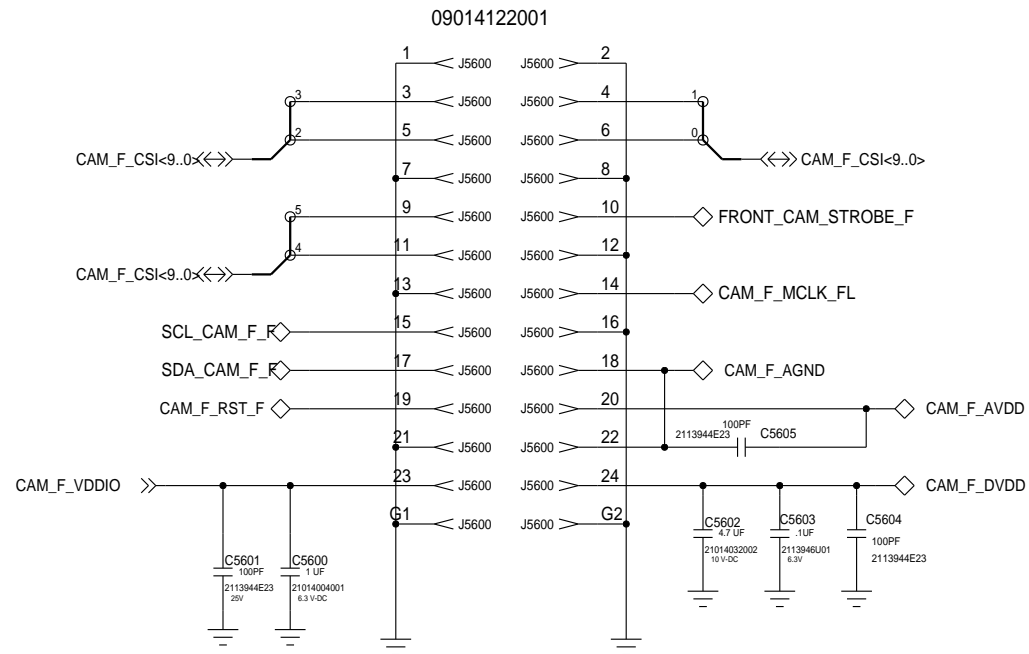 09014122001
1 J5600 J5600 2
3 3 J5600 J5600 4 1
2 5 J5600 J5600 6 0
CAM_F_CSI<9..0> CAM_F_CSI<9..0>
7 J5600 J5600 8
5 9 J5600 J5600 10 FRONT_CAM_STROBE_F
4 11 J5600 J5600 12
CAM_F_CSI<9..0>
13 J5600 J5600 14 CAM_F_MCLK_FL
SCL_CAM_F_F 15 J5600 J5600 16
SDA_CAM_F_F 17 J5600 J5600 18 CAM_F_AGND
CAM_F_RST_F 19 J5600 J5600 20 CAM_F_AVDD
21 J5600 J5600 22 100PF
2113944E23 C5605
CAM_F_VDDIO 23 J5600 J5600 24 CAM_F_DVDD
G1 J5600 J5600 G2
C5602 C5603 C5604
4.7 UF .1UF 100PF
21014032002 2113946U01 2113944E23
10 V-DC 6.3V
C5601 C5600
100PF 1 UF
2113944E23 21014004001
25V 6.3 V-DC